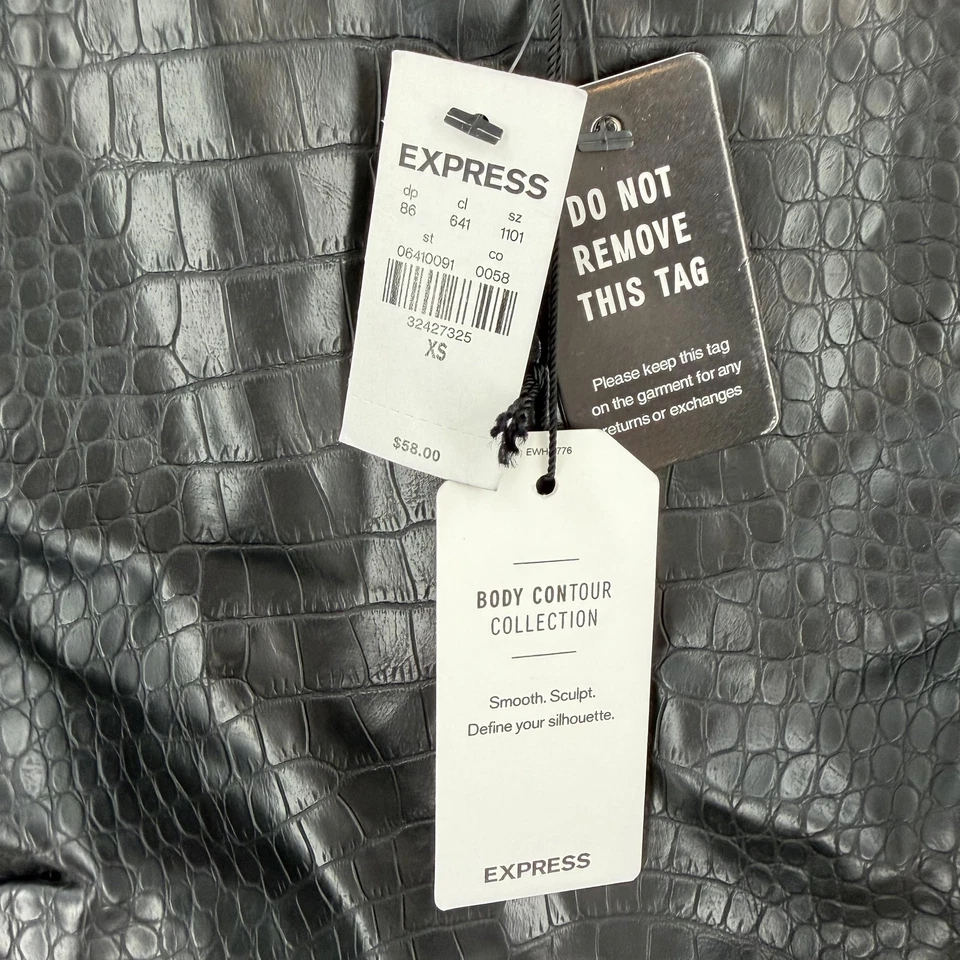 EXPRESS
dp cl sz
86 641 1101
st co
06410091 0058
32427325
XS
$58.00
DO NOT
REMOVE
THIS TAG
Please keep this tag
on the garment for any
returns or exchanges
BODY CONTOUR
COLLECTION
Smooth. Sculpt.
Define your silhouette.
EXPRESS